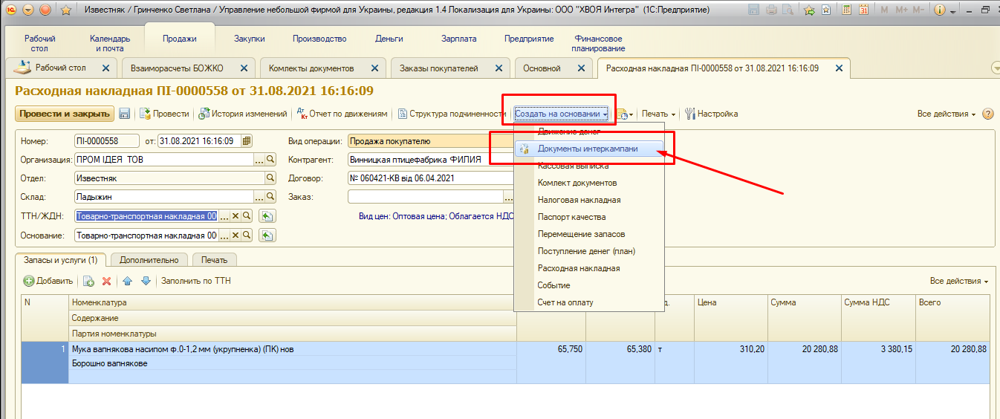 Известняк / Гринченко Светлана / Управление небольшой фирмой для Украины, редакция 1.4 Локализация для Украины: ООО "ХВОЯ Интегра" (1С:Предприятие)
M M+ M-
Рабочий стол
Календарь и почта
Продажи
Закупки
Производство
Деньги
Зарплата
Предприятие
Финансовое планирование
Рабочий стол
Взаиморасчеты БОЖКО
Комлекты документов
Заказы покупателей
Основной
Расходная накладная ПІ-0000558 от 31.08.2021 16:16:09
Расходная накладная ПІ-0000558 от 31.08.2021 16:16:09
Провести и закрыть
Провести
История изменений
Дт Кт Отчет по движениям
Структура подчиненности
Создать на основании
Печать
Настройка
Все действия
Номер: ПІ-0000558 от: 31.08.2021 16:16:09 Вид операции: Продажа покупателю
Организация: ПРОМ ІДЕЯ ТОВ Контрагент: Винницкая птицефабрика ФИЛИЯ
Отдел: Известняк Договор: № 060421-КВ від 06.04.2021
Склад: Ладыжин Заказ:
ТТН/ЖДН: Товарно-транспортная накладная 00 Вид цен: Оптовая цена; Облагается НДС
Основание: Товарно-транспортная накладная 00
Движение денег
Документы интеркампани
Кассовая выписка
Комлект документов
Налоговая накладная
Паспорт качества
Перемещение запасов
Поступление денег (план)
Расходная накладная
Событие
Счет на оплату
Запасы и услуги (1)
Дополнительно
Печать
Добавить
Заполнить по ТТН
Все действия
N Номенклатура д. Цена Сумма Сумма НДС Всего
Содержание
Партия номенклатуры
1 Мука вапнякова насипом ф.0-1,2 мм (укрупненка) (ПК) нов 65,750 65,380 т 310,20 20 280,88 3 380,15 20 280,88
Борошно вапнякове